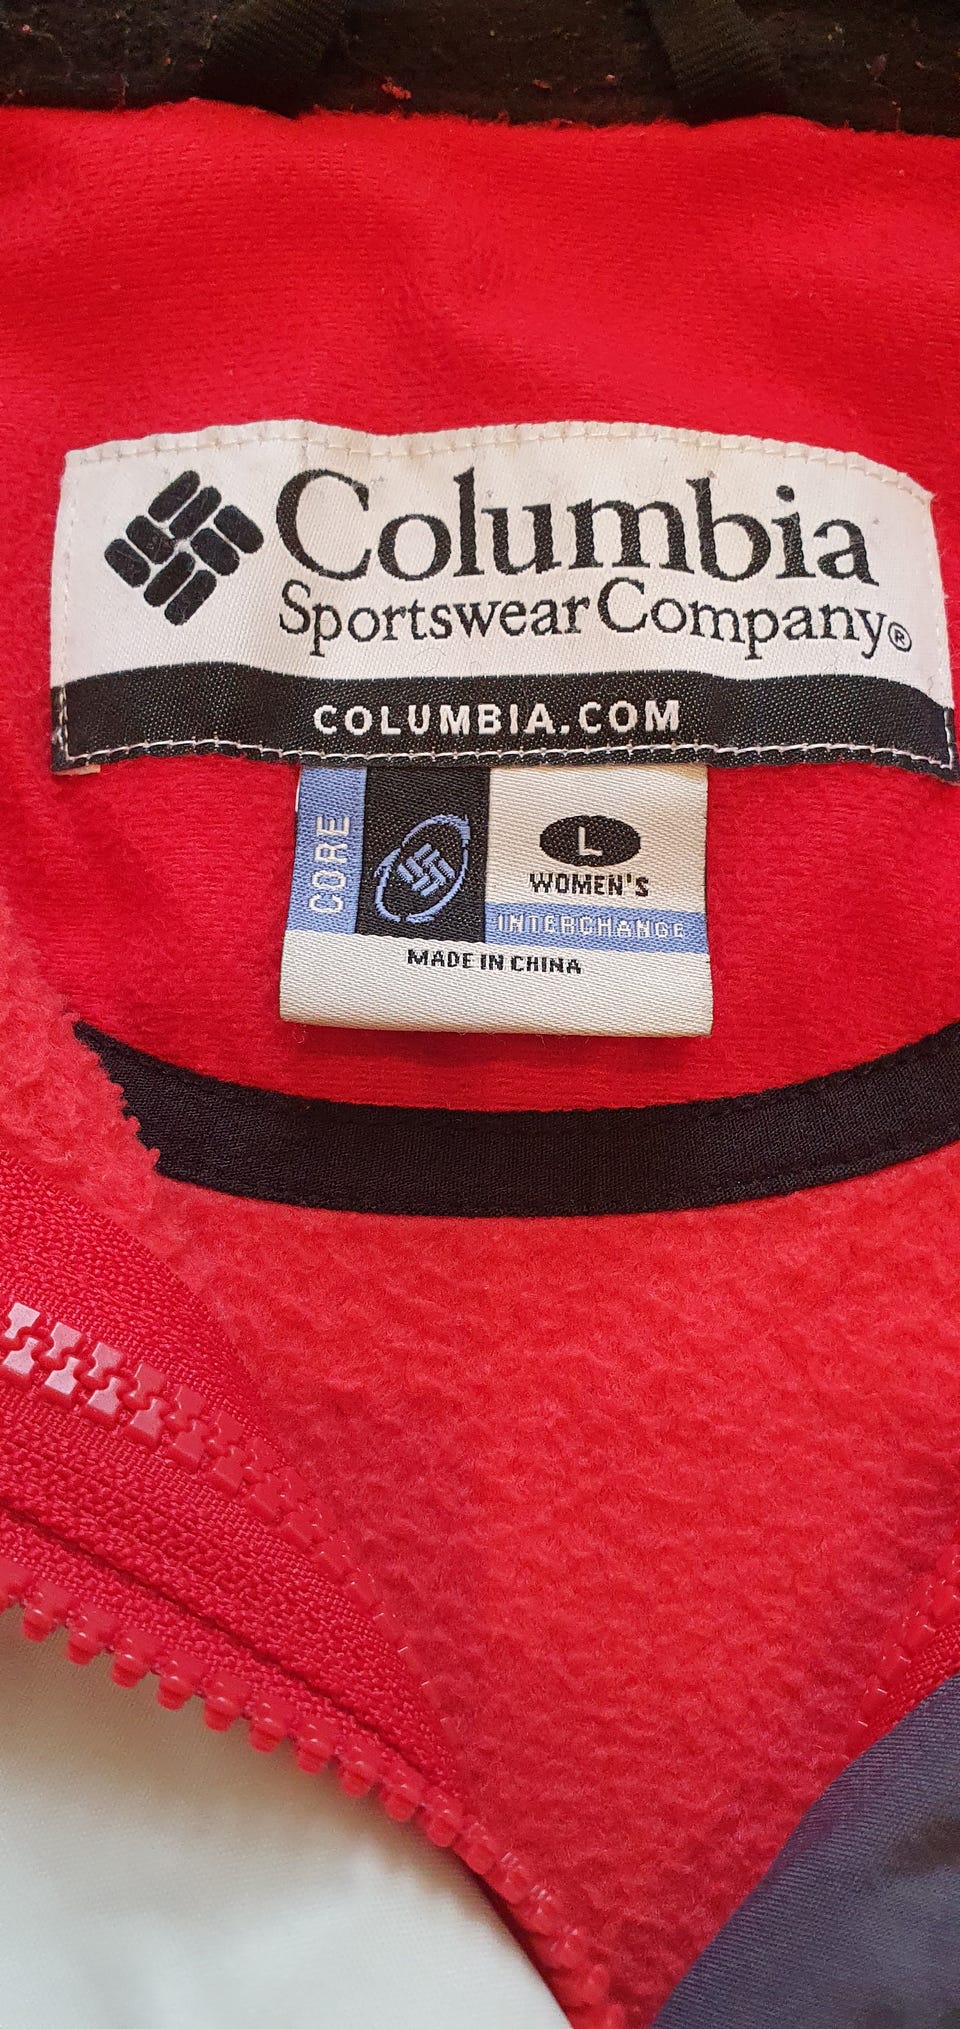 Columbia
Sportswear Company®
COLUMBIA.COM
CORE
L
WOMEN'S
INTERCHANGE
MADE IN CHINA